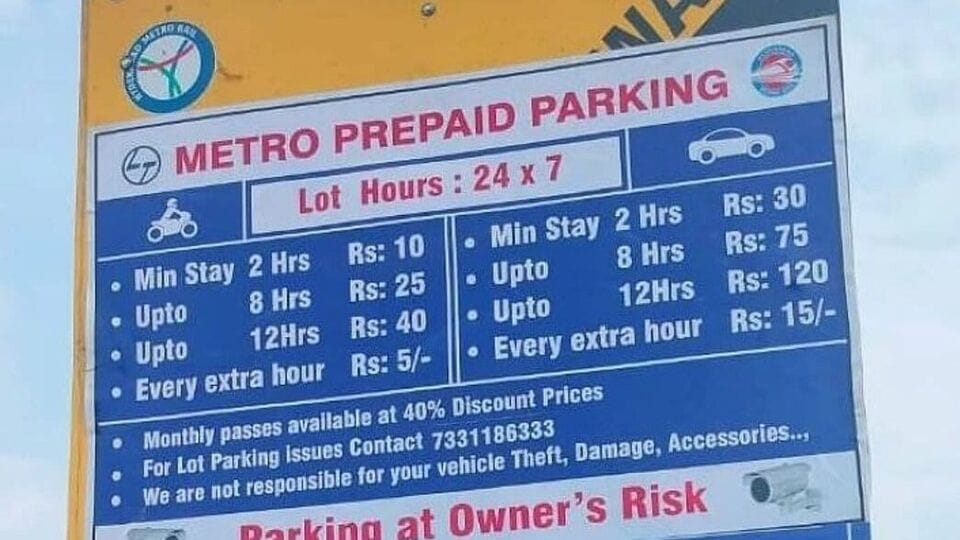 HYDERABAD METRO RAIL
METRO PREPAID PARKING
Lot Hours : 24 x 7
• Min Stay 2 Hrs Rs: 10
• Upto 8 Hrs Rs: 25
• Upto 12Hrs Rs: 40
• Every extra hour Rs: 5/-
• Min Stay 2 Hrs Rs: 30
• Upto 8 Hrs Rs: 75
• Upto 12Hrs Rs: 120
• Every extra hour Rs: 15/-
• Monthly passes available at 40% Discount Prices
• For Lot Parking issues Contact 7331186333
• We are not responsible for your vehicle Theft, Damage, Accessories..,
Parking at Owner's Risk